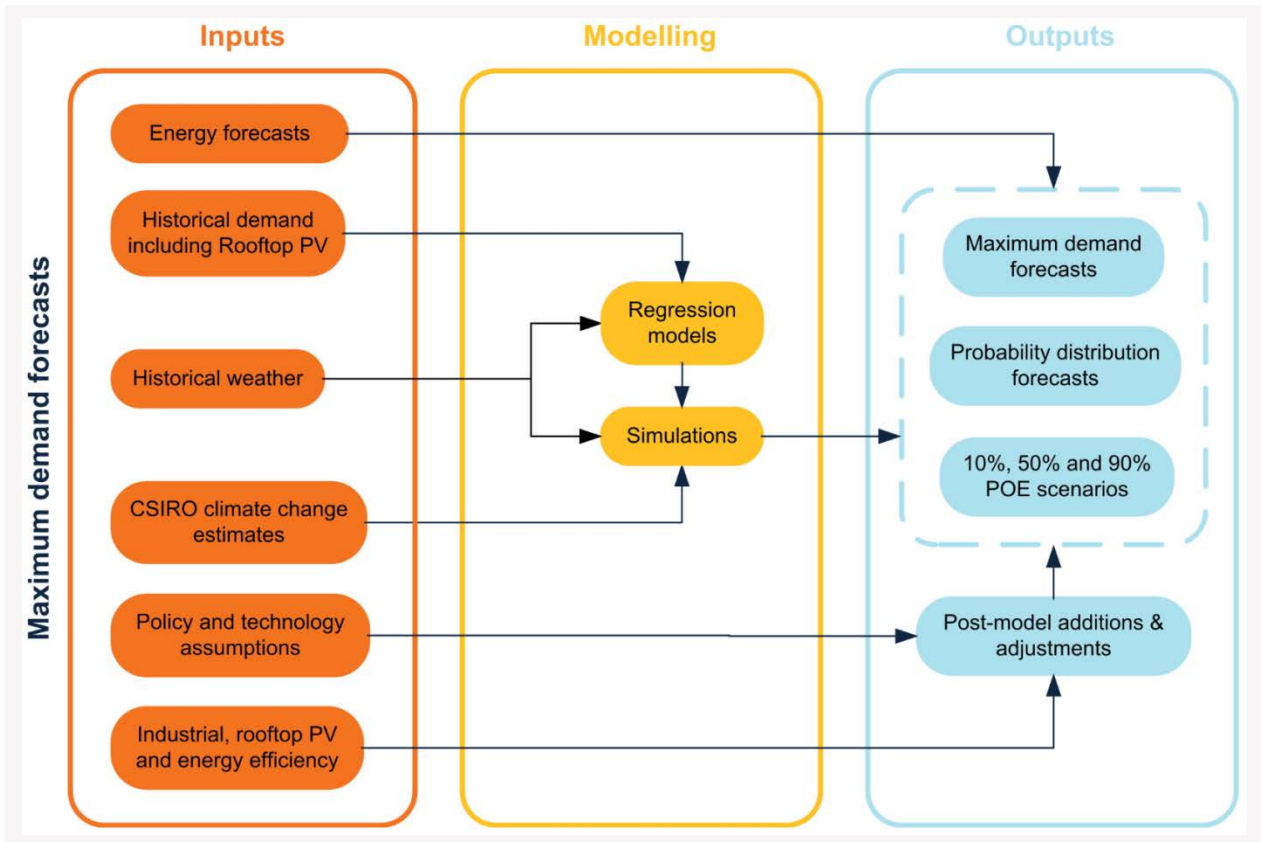 Inputs
Modelling
Outputs
Maximum demand forecasts
Energy forecasts
Historical demand
including Rooftop PV
Historical weather
CSIRO climate change
estimates
Policy and technology
assumptions
Industrial, rooftop PV
and energy efficiency
Regression
models
Simulations
Maximum demand
forecasts
Probability distribution
forecasts
10%, 50% and 90%
POE scenarios
Post-model additions &
adjustments